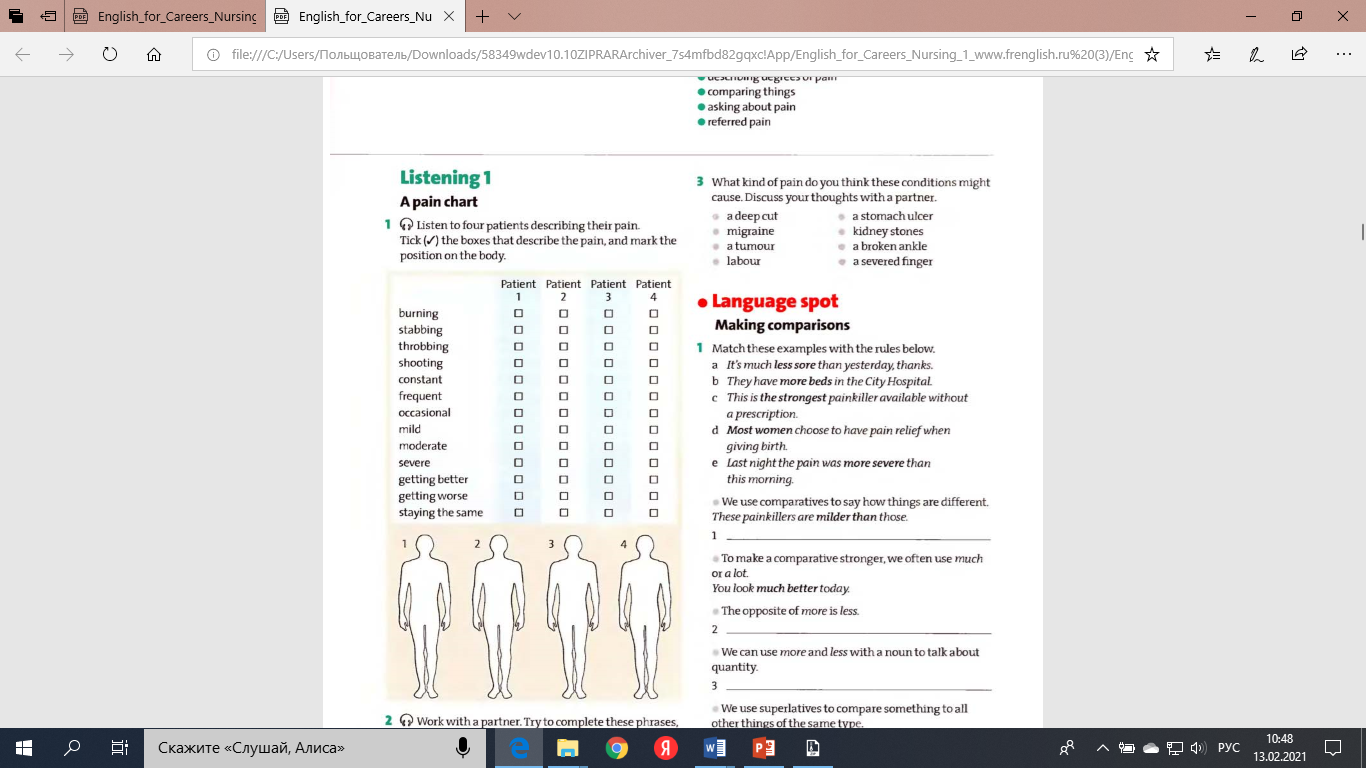 English_for_Careers_Nursing
English_for_Careers_Nu
file:///C:/Users/Пользщователь/Downloads/58349wdev10.10ZIPRARArchiver_7s4mfbd82gqxc!App/English_for_Careers_Nursing_1_www.frenglish.ru%20(3)/Eng
describing degrees of pain
comparing things
asking about pain
referred pain
Listening 1
A pain chart
1 Listen to four patients describing their pain.
Tick (✓) the boxes that describe the pain, and mark the
position on the body.
Patient Patient Patient Patient
1 2 3 4
burning
stabbing
throbbing
shooting
constant
frequent
occasional
mild
moderate
severe
getting better
getting worse
staying the same
1 2 3 4
2 Work with a partner. Try to complete these phrases,
3 What kind of pain do you think these conditions might
cause. Discuss your thoughts with a partner.
a deep cut a stomach ulcer
migraine kidney stones
a tumour a broken ankle
labour a severed finger
Language spot
Making comparisons
1 Match these examples with the rules below.
a It's much less sore than yesterday, thanks.
b They have more beds in the City Hospital.
c This is the strongest painkiller available without
a prescription.
d Most women choose to have pain relief when
giving birth.
e Last night the pain was more severe than
this morning.
We use comparatives to say how things are different.
These painkillers are milder than those.
1
To make a comparative stronger, we often use much
or a lot.
You look much better today.
The opposite of more is less.
2
We can use more and less with a noun to talk about
quantity.
3
We use superlatives to compare something to all
other things of the same type.
Скажите «Слушай, Алиса»
РУС
10:48
13.02.2021